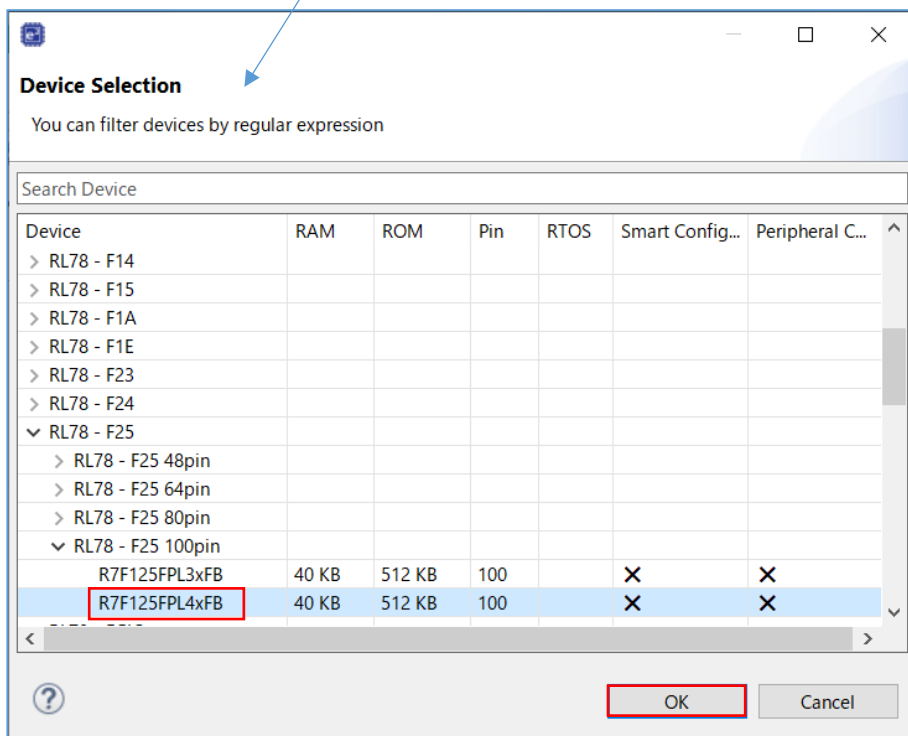 Device Selection
You can filter devices by regular expression
Search Device
Device RAM ROM Pin RTOS Smart Config... Peripheral C...
RL78 - F14
RL78 - F15
RL78 - F1A
RL78 - F1E
RL78 - F23
RL78 - F24
RL78 - F25
RL78 - F25 48pin
RL78 - F25 64pin
RL78 - F25 80pin
RL78 - F25 100pin
R7F125FPL3xFB 40 KB 512 KB 100
R7F125FPL4xFB 40 KB 512 KB 100
OK Cancel